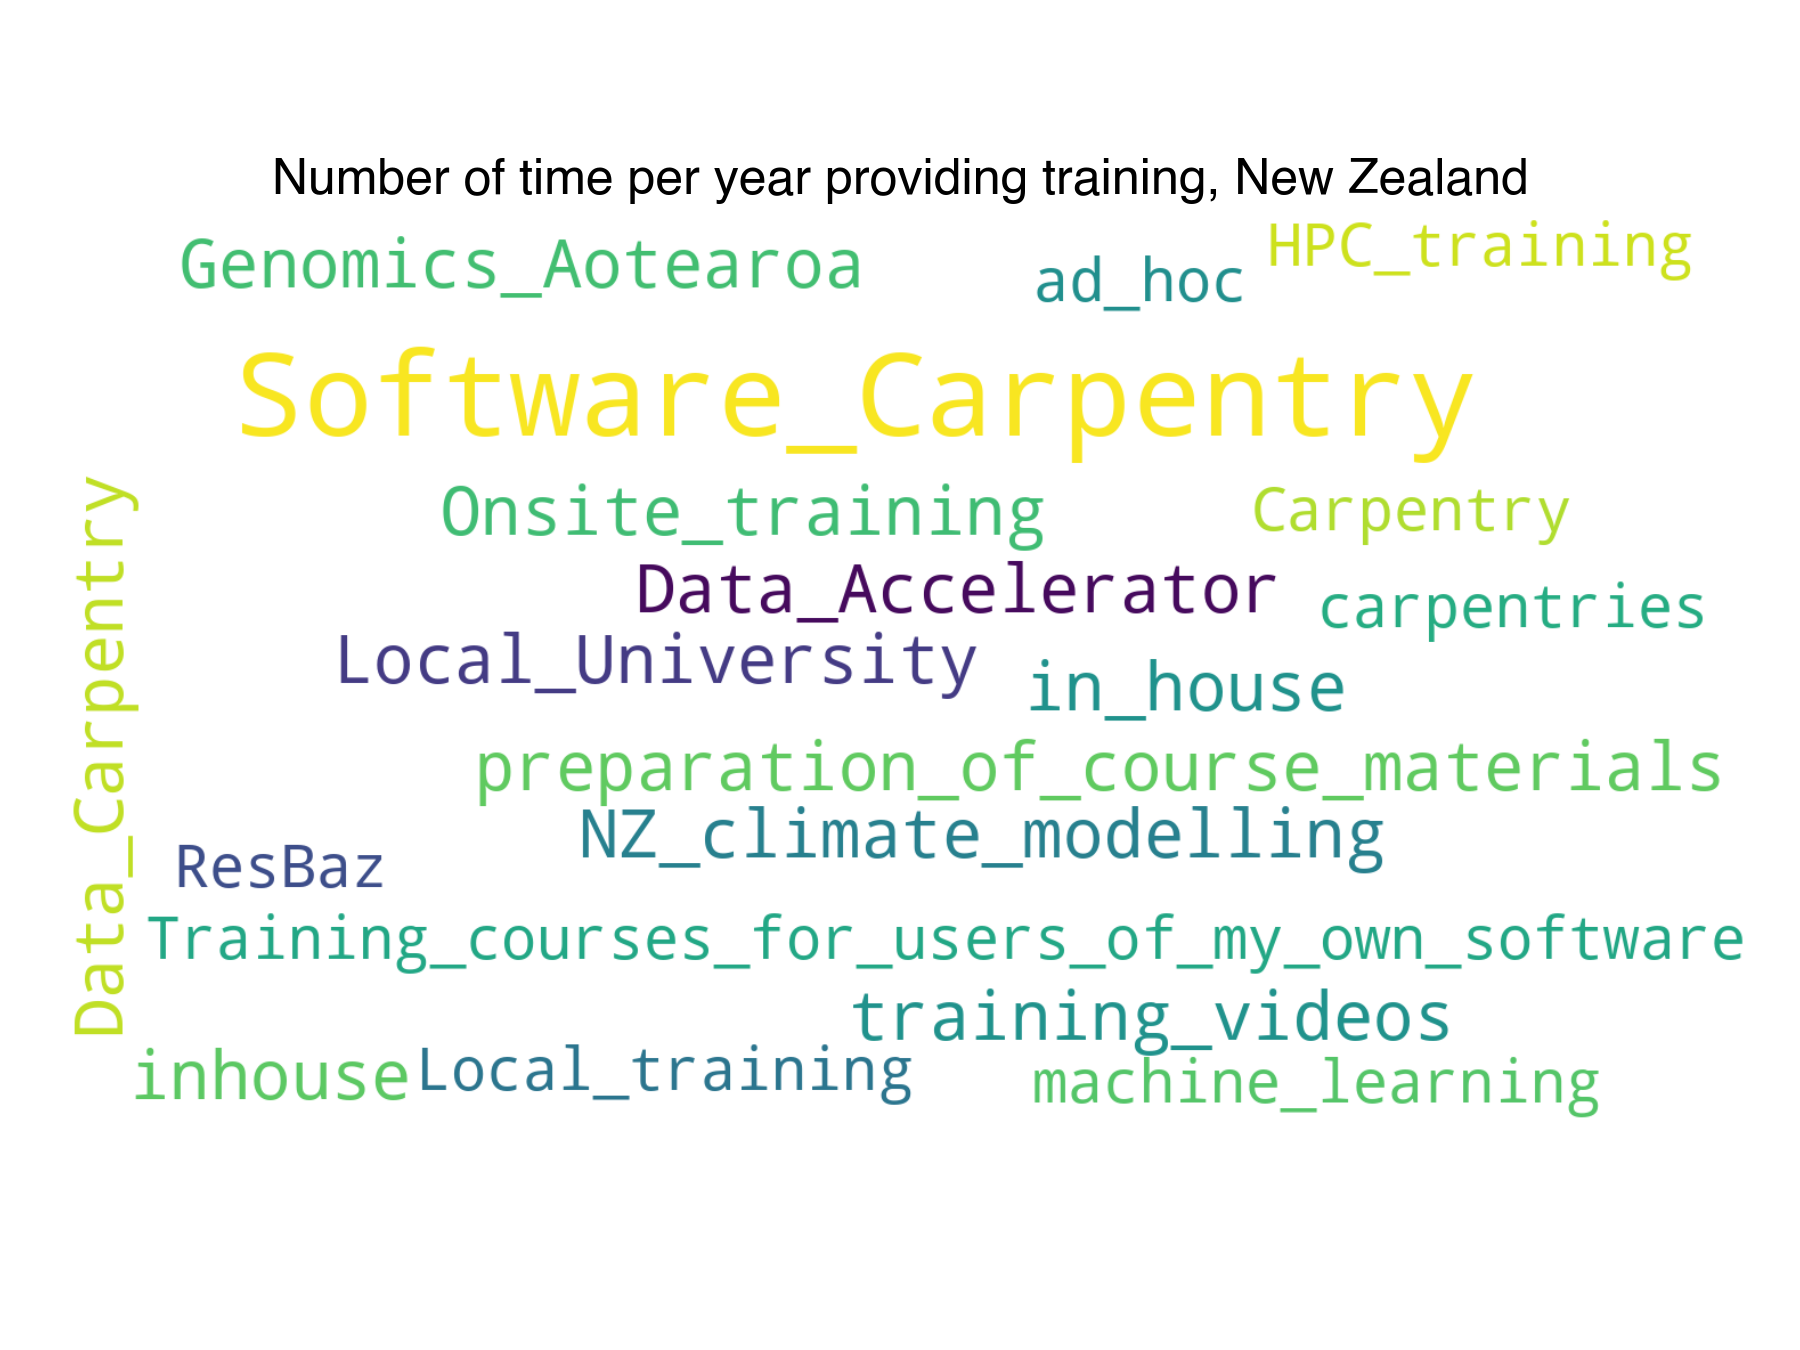 Number of time per year providing training, New Zealand
Genomics_Aotearoa
ad_hoc
HPC_training
Software_Carpentry
Onsite_training
Carpentry
Data_Accelerator
carpentries
Local_University
in_house
Data_Carpentry
preparation_of_course_materials
NZ_climate_modelling
ResBaz
Training_courses_for_users_of_my_own_software
training_videos
inhouse
Local_training
machine_learning